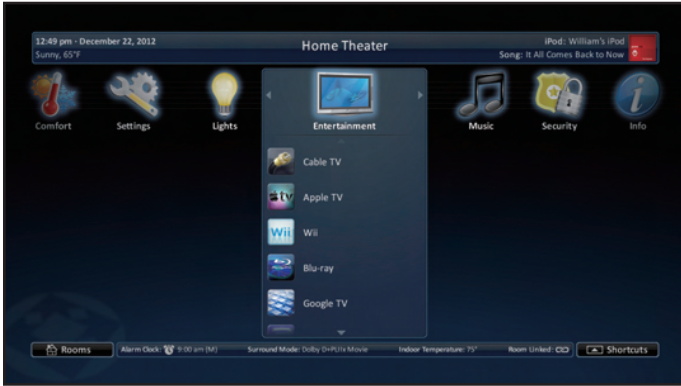 12:49 pm - December 22, 2012
Sunny, 65°F
Home Theater
iPod: William's iPod
Song: It All Comes Back to Now
Comfort
Settings
Lights
Entertainment
Music
Security
Info
Cable TV
tv Apple TV
Wii Wii
Blu-ray
Google TV
Rooms
Alarm Clock: 9:00 am (M)
Surround Mode: Dolby D+PLIIx Movie
Indoor Temperature: 75°
Room Linked:
Shortcuts